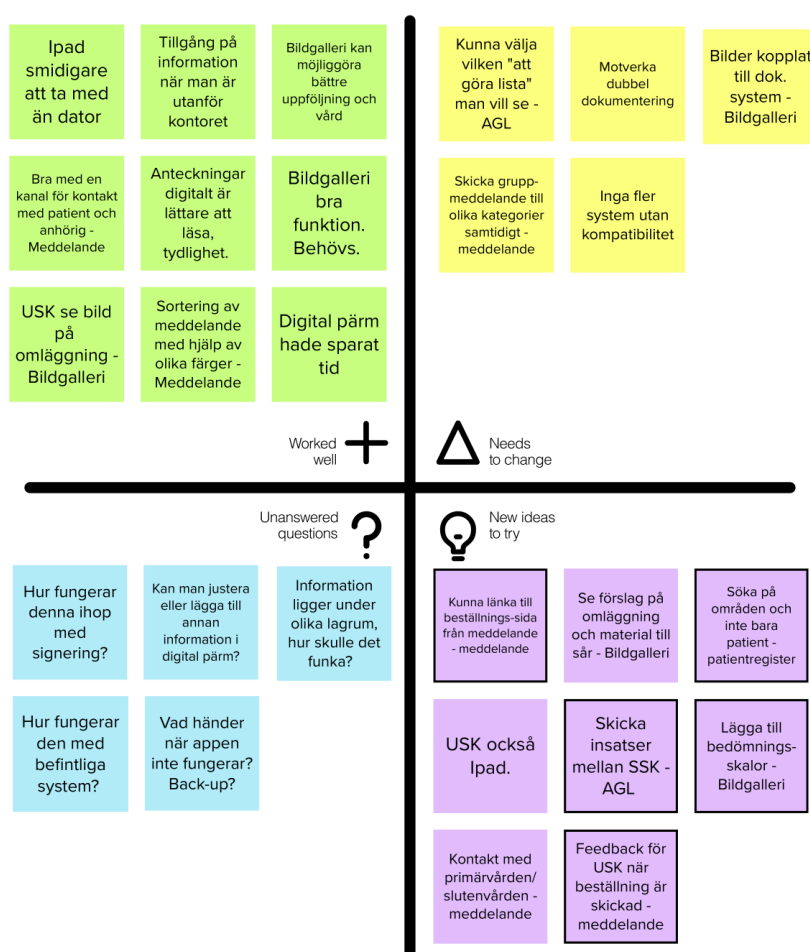 Ipad
smidigare
att ta med
än dator
Tillgång på
information
när man är
utanför
kontoret
Bildgalleri kan
möjliggöra
bättre
uppföljning och
vård
Bra med en
kanal för kontakt
med patient och
anhörig -
Meddelande
Anteckningar
digitalt är
lättare att
läsa,
tydlighet.
Bildgalleri
bra
funktion.
Behövs.
USK se bild
på
omläggning -
Bildgalleri
Sortering av
meddelande
med hjälp av
olika färger -
Meddelande
Digital pärm
hade sparat
tid
Worked
well
Kunna välja
vilken "att
göra lista"
man vill se -
AGL
Motverka
dubbel
dokumentering
Bilder kopplat
till dok.
system -
Bildgalleri
Skicka grupp-
meddelande till
olika kategorier
samtidigt -
meddelande
Inga fler
system utan
kompatibilitet
Needs
to change
Unanswered
questions
Hur fungerar
denna ihop
med
signering?
Kan man justera
eller lägga till
annan
information i
digital pärm?
Information
ligger under
olika lagrum,
hur skulle det
funka?
Hur fungerar
den med
befintliga
system?
Vad händer
när appen
inte fungerar?
Back-up?
New ideas
to try
Kunna länka till
beställnings-sida
från meddelande
- meddelande
Se förslag på
omläggning
och material till
sår - Bildgalleri
Söka på
områden och
inte bara
patient -
patientregister
USK också
Ipad.
Skicka
insatser
mellan SSK -
AGL
Lägga till
bedömnings-
skalor -
Bildgalleri
Kontakt med
primärvården/
slutenvården -
meddelande
Feedback för
USK när
beställning är
skickad -
meddelande